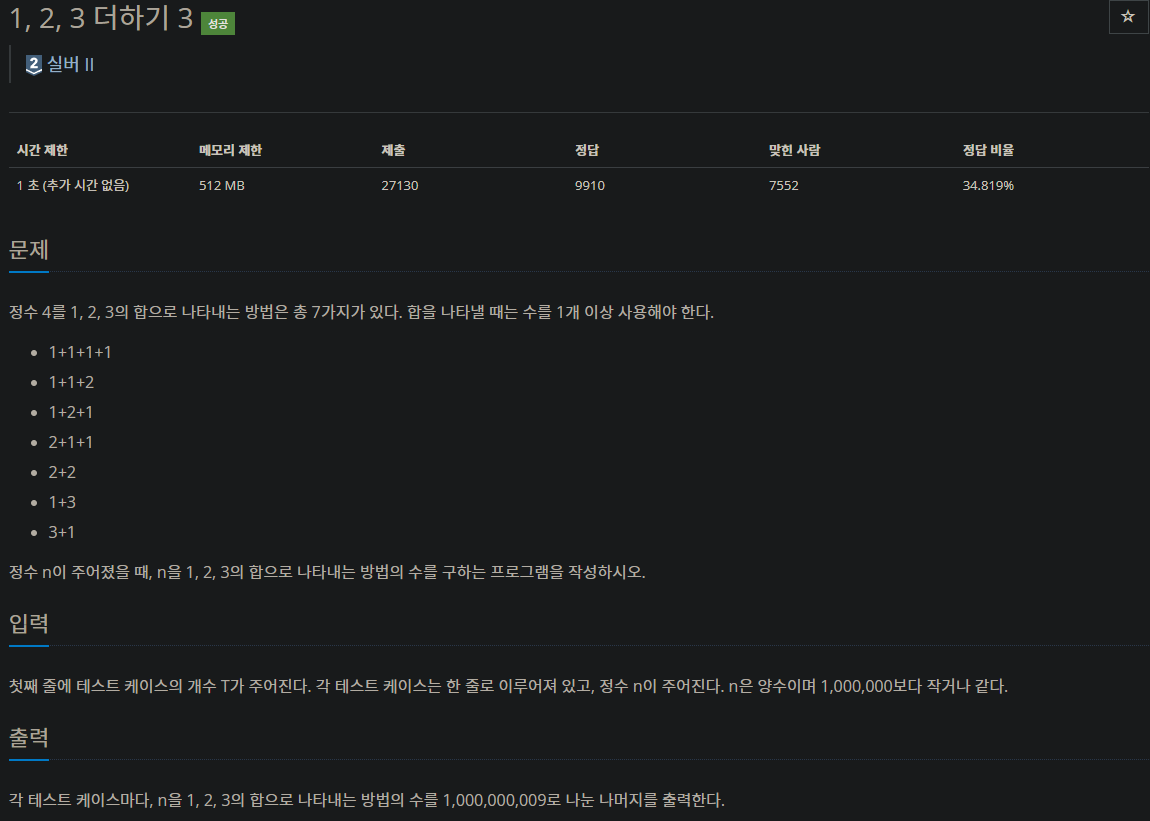 1, 2, 3 더하기 3 성공
☆
2 실버 II
시간 제한 메모리 제한 제출 정답 맞힌 사람 정답 비율
1 초 (추가 시간 없음) 512 MB 27130 9910 7552 34.819%
문제
정수 4를 1, 2, 3의 합으로 나타내는 방법은 총 7가지가 있다. 합을 나타낼 때는 수를 1개 이상 사용해야 한다.
• 1+1+1+1
• 1+1+2
• 1+2+1
• 2+1+1
• 2+2
• 1+3
• 3+1
정수 n이 주어졌을 때, n을 1, 2, 3의 합으로 나타내는 방법의 수를 구하는 프로그램을 작성하시오.
입력
첫째 줄에 테스트 케이스의 개수 T가 주어진다. 각 테스트 케이스는 한 줄로 이루어져 있고, 정수 n이 주어진다. n은 양수이며 1,000,000보다 작거나 같다.
출력
각 테스트 케이스마다, n을 1, 2, 3의 합으로 나타내는 방법의 수를 1,000,000,009로 나눈 나머지를 출력한다.